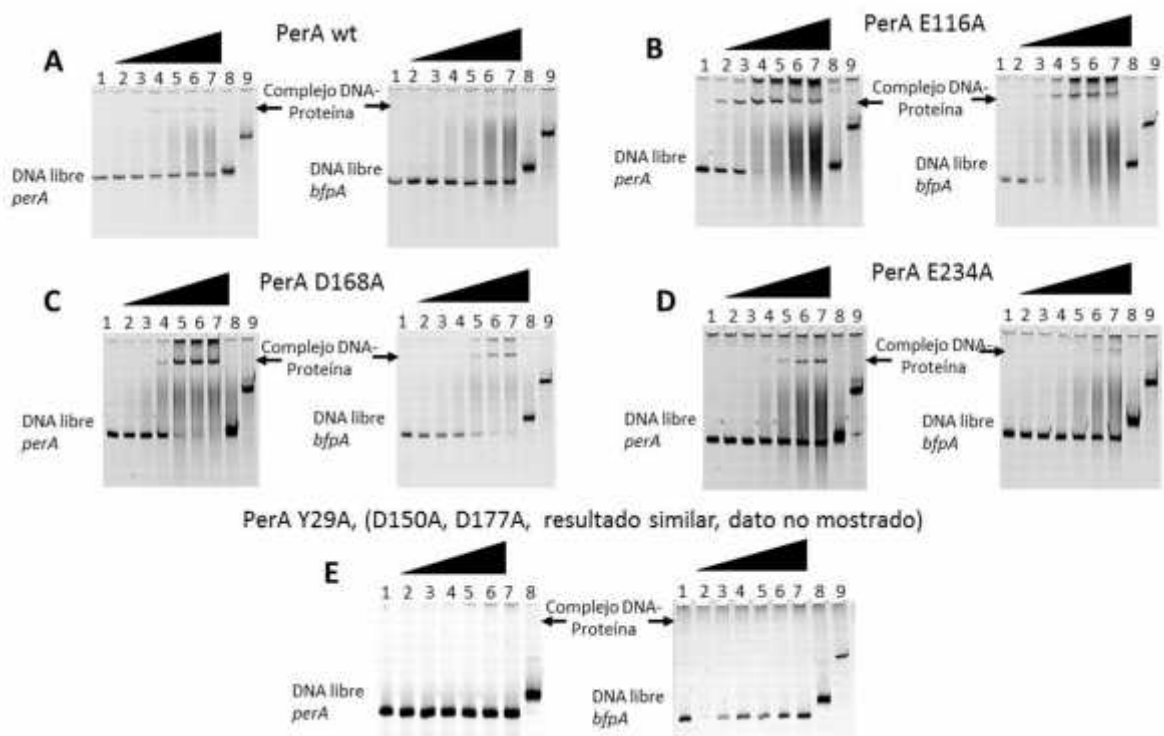 PerA wt
A
1 2 3 4 5 6 7 8 9
1 2 3 4 5 6 7 8 9
Complejo DNA-
Proteína
DNA libre
perA
DNA libre
bfpA
PerA E116A
B
1 2 3 4 5 6 7 8 9
1 2 3 4 5 6 7 8 9
Complejo DNA-
Proteína
DNA libre
perA
DNA libre
bfpA
PerA D168A
C
1 2 3 4 5 6 7 8 9
1 2 3 4 5 6 7 8 9
Complejo DNA-
Proteína
DNA libre
perA
DNA libre
bfpA
PerA E234A
D
1 2 3 4 5 6 7 8 9
1 2 3 4 5 6 7 8 9
Complejo DNA-
Proteína
DNA libre
perA
DNA libre
bfpA
PerA Y29A, (D150A, D177A, resultado similar, dato no mostrado)
E
1 2 3 4 5 6 7 8
1 2 3 4 5 6 7 8 9
Complejo DNA-
Proteína
DNA libre
perA
DNA libre
bfpA